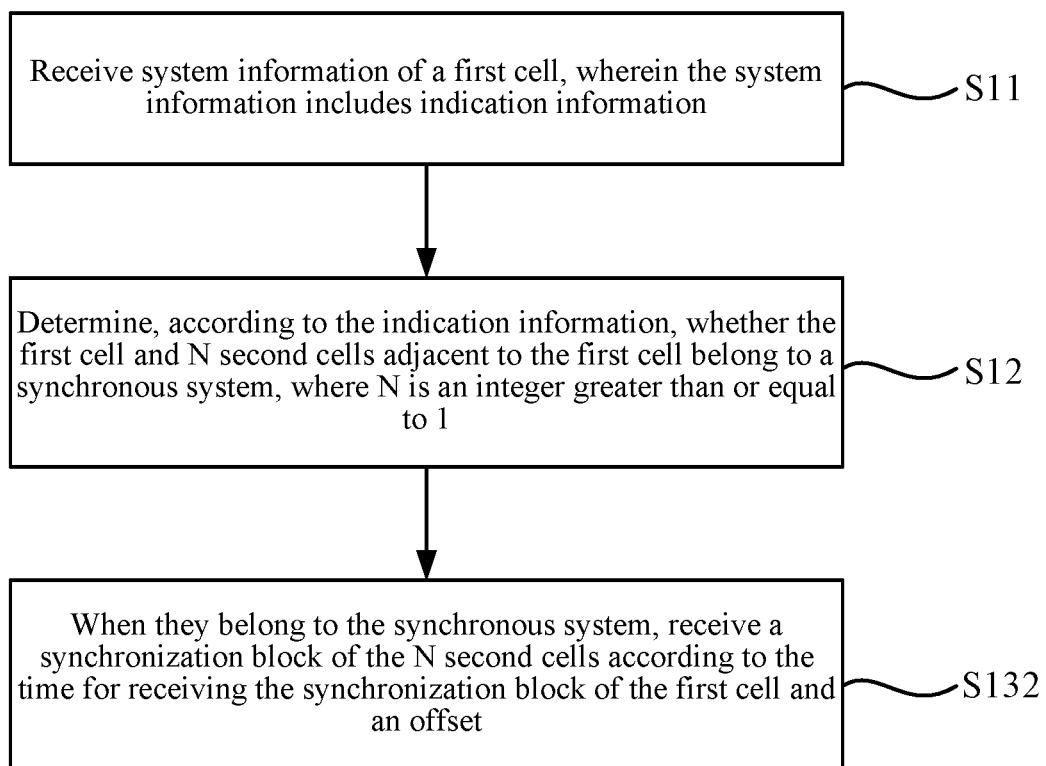 Receive system information of a first cell, wherein the system
information includes indication information
S11
Determine, according to the indication information, whether the
first cell and N second cells adjacent to the first cell belong to a
synchronous system, where N is an integer greater than or equal
to 1
S12
When they belong to the synchronous system, receive a
synchronization block of the N second cells according to the
time for receiving the synchronization block of the first cell and
an offset
S132